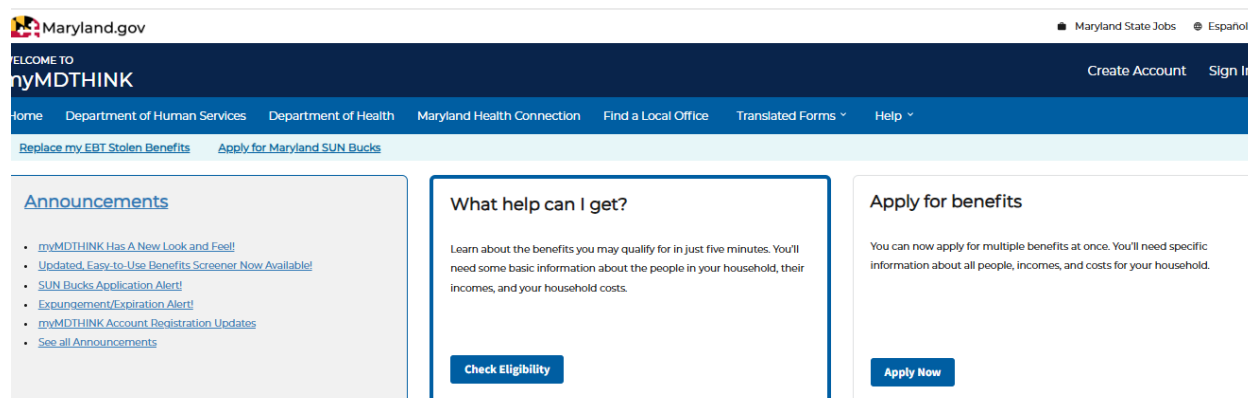 Maryland.gov
Maryland State Jobs
Español
WELCOME TO
myMDTHINK
Create Account
Sign In
Home
Department of Human Services
Department of Health
Maryland Health Connection
Find a Local Office
Translated Forms
Help
Replace my EBT Stolen Benefits
Apply for Maryland SUN Bucks
Announcements
myMDTHINK Has A New Look and Feel!
Updated, Easy-to-Use Benefits Screener Now Available!
SUN Bucks Application Alert!
Expungement/Expiration Alert!
myMDTHINK Account Registration Updates
See all Announcements
What help can I get?
Learn about the benefits you may qualify for in just five minutes. You'll
need some basic information about the people in your household, their
incomes, and your household costs.
Check Eligibility
Apply for benefits
You can now apply for multiple benefits at once. You'll need specific
information about all people, incomes, and costs for your household.
Apply Now